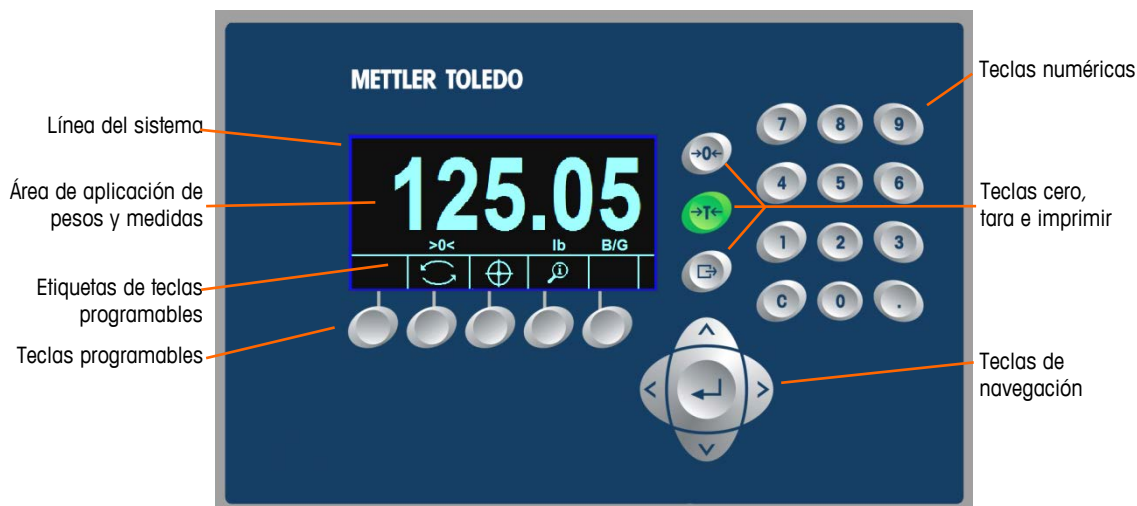 METTLER TOLEDO
Línea del sistema
Área de aplicación de
pesos y medidas
Etiquetas de teclas
programables
Teclas programables
125.05
>0< lb B/G
i
→0←
→T←
7 8 9
4 5 6
1 2 3
C 0 .
Teclas numéricas
Teclas cero,
tara e imprimir
Teclas de
navegación